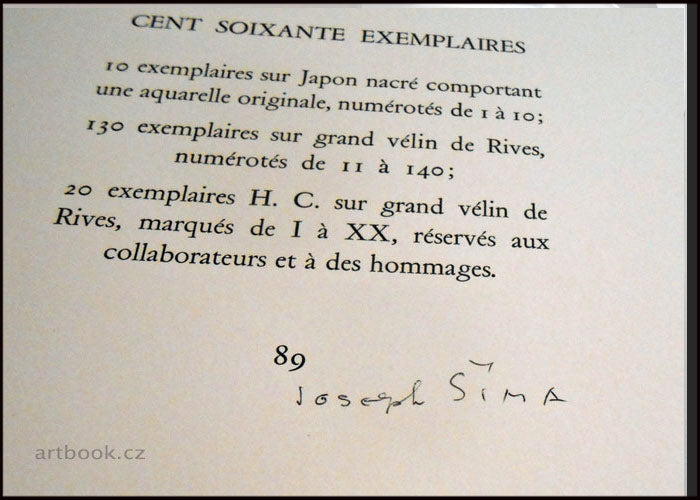 CENT SOIXANTE EXEMPLAIRES
10 exemplaires sur Japon nacré comportant
une aquarelle originale, numérotés de 1 à 10;
130 exemplaires sur grand vélin de Rives,
numérotés de 11 à 140;
20 exemplaires H. C. sur grand vélin de
Rives, marqués de I à XX, réservés aux
collaborateurs et à des hommages.
89
Joseph Šima
artbook.cz